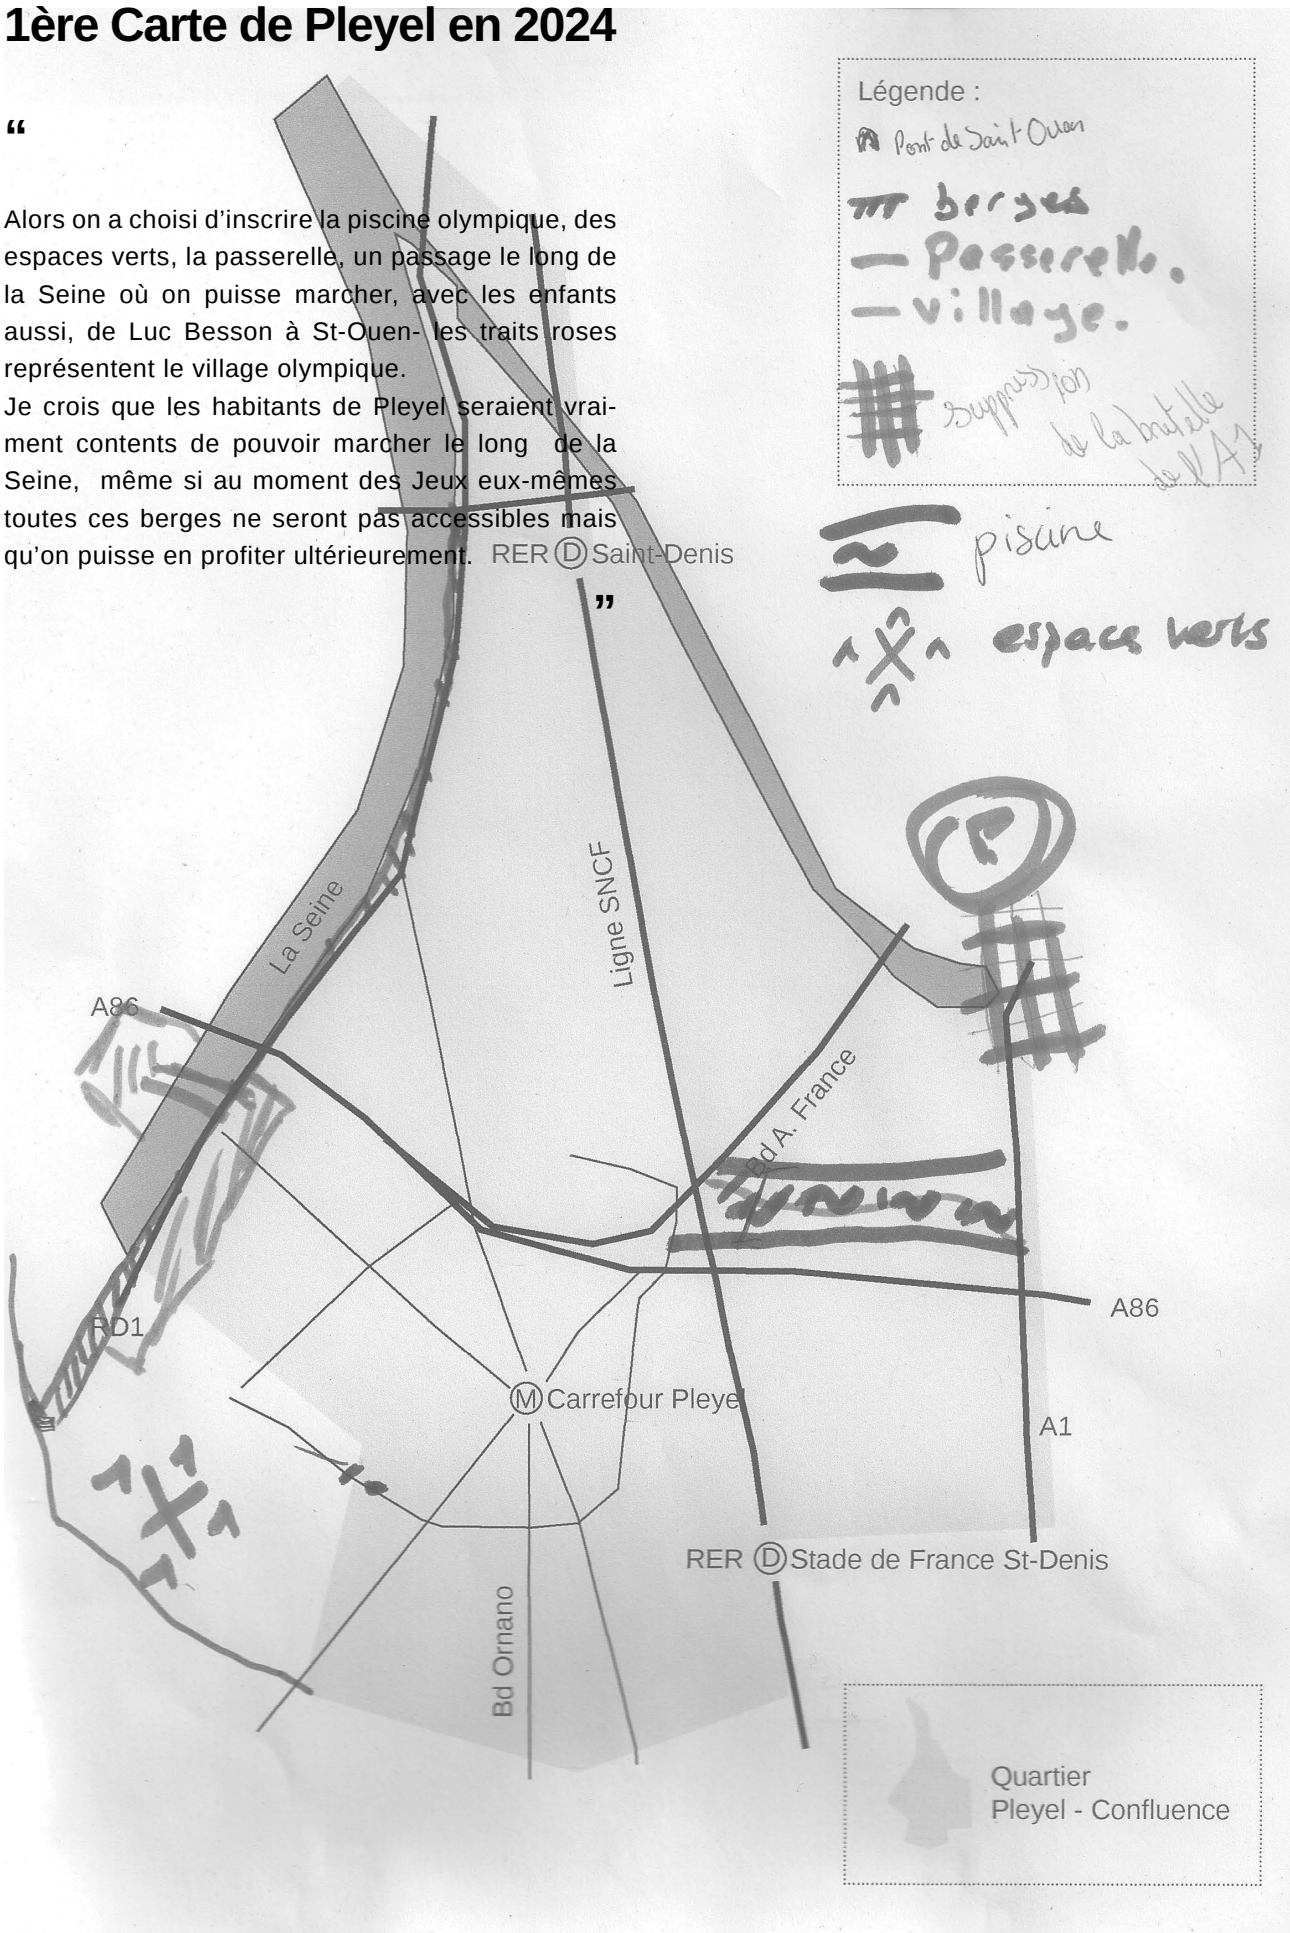 1ère Carte de Pleyel en 2024
“
Alors on a choisi d’inscrire la piscine olympique, des
espaces verts, la passerelle, un passage le long de
la Seine où on puisse marcher, avec les enfants
aussi, de Luc Besson à St-Ouen- les traits roses
représentent le village olympique.
Je crois que les habitants de Pleyel seraient vrai-
ment contents de pouvoir marcher le long de la
Seine, même si au moment des Jeux eux-mêmes
toutes ces berges ne seront pas accessibles mais
qu’on puisse en profiter ultérieurement.
”
Légende :
Pont de Saint Ouen
berges
Passerelle.
village.
suppression
de la bretelle
de l'A1
piscine
espace verts
RER D Saint-Denis
Ligne SNCF
La Seine
P
A86
Bd A. France
A86
RD1
M Carrefour Pleyel
A1
RER D Stade de France St-Denis
Bd Ornano
Quartier
Pleyel - Confluence